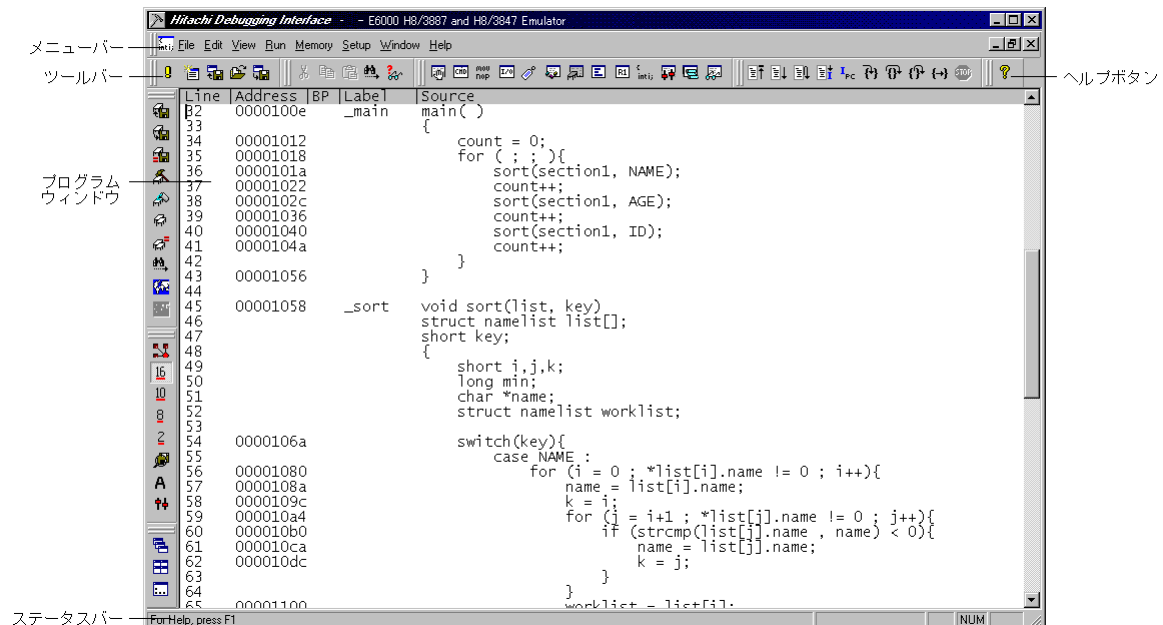 Hitachi Debugging Interface - - E6000 H8/3887 and H8/3847 Emulator
メニューバー
File Edit View Run Memory Setup Window Help
ツールバー
ヘルプボタン
Line Address BP Label Source
32 0000100e _main main( )
33 {
34 00001012 count = 0;
35 00001018 for ( ; ; ){
36 0000101a sort(section1, NAME);
37 00001022 count++;
38 0000102c sort(section1, AGE);
39 00001036 count++;
40 00001040 sort(section1, ID);
41 0000104a count++;
42 }
43 00001056 }
44
45 00001058 _sort void sort(list, key)
46 struct namelist list[];
47 short key;
48 {
49 short i,j,k;
50 long min;
51 char *name;
52 struct namelist worklist;
53
54 0000106a switch(key){
55 case NAME :
56 00001080 for (i = 0 ; *list[i].name != 0 ; i++){
57 0000108a name = list[i].name;
58 0000109c k = i;
59 000010a4 for (j = i+1 ; *list[j].name != 0 ; j++){
60 000010b0 if (strcmp(list[j].name , name) < 0){
61 000010ca name = list[j].name;
62 000010dc k = j;
63 }
64 }
65 00001100 worklist = list[i];
プログラム
ウィンドウ
16
10
8
2
A
ステータスバー
For Help, press F1
NUM